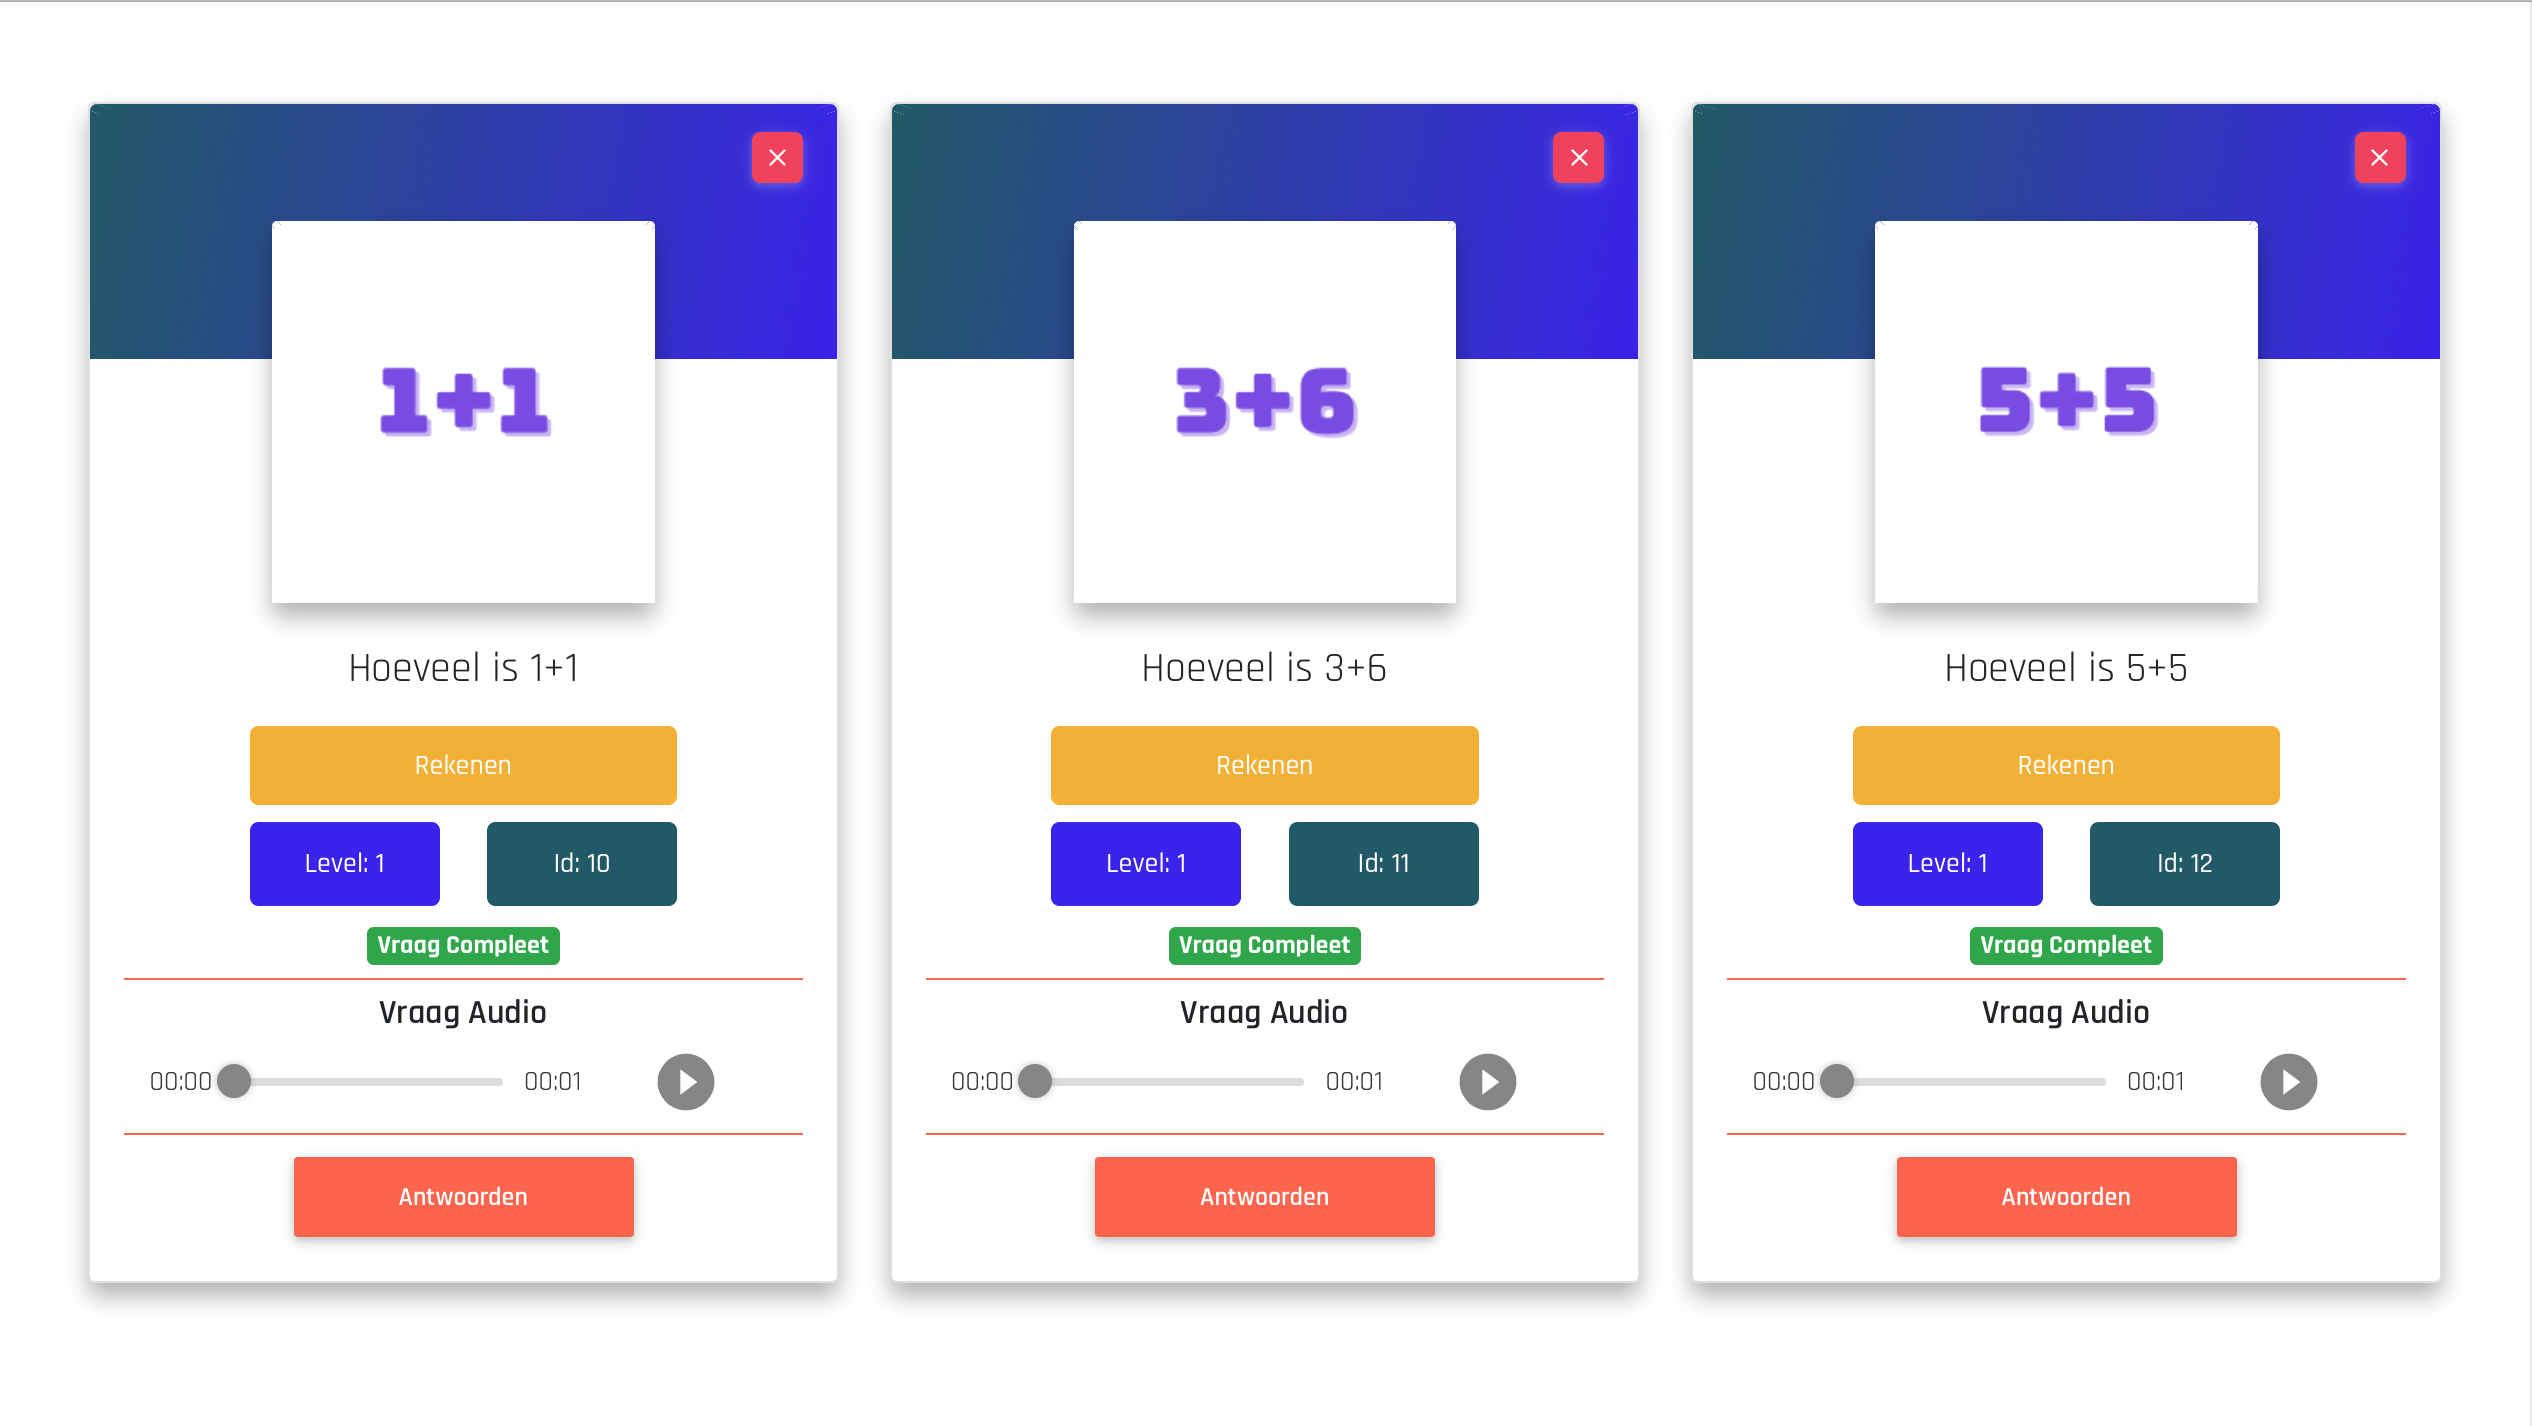 1+1
Hoeveel is 1+1
Rekenen
Level: 1
Id: 10
Vraag Compleet
Vraag Audio
00:00
00:01
Antwoorden
3+6
Hoeveel is 3+6
Rekenen
Level: 1
Id: 11
Vraag Compleet
Vraag Audio
00:00
00:01
Antwoorden
5+5
Hoeveel is 5+5
Rekenen
Level: 1
Id: 12
Vraag Compleet
Vraag Audio
00:00
00:01
Antwoorden